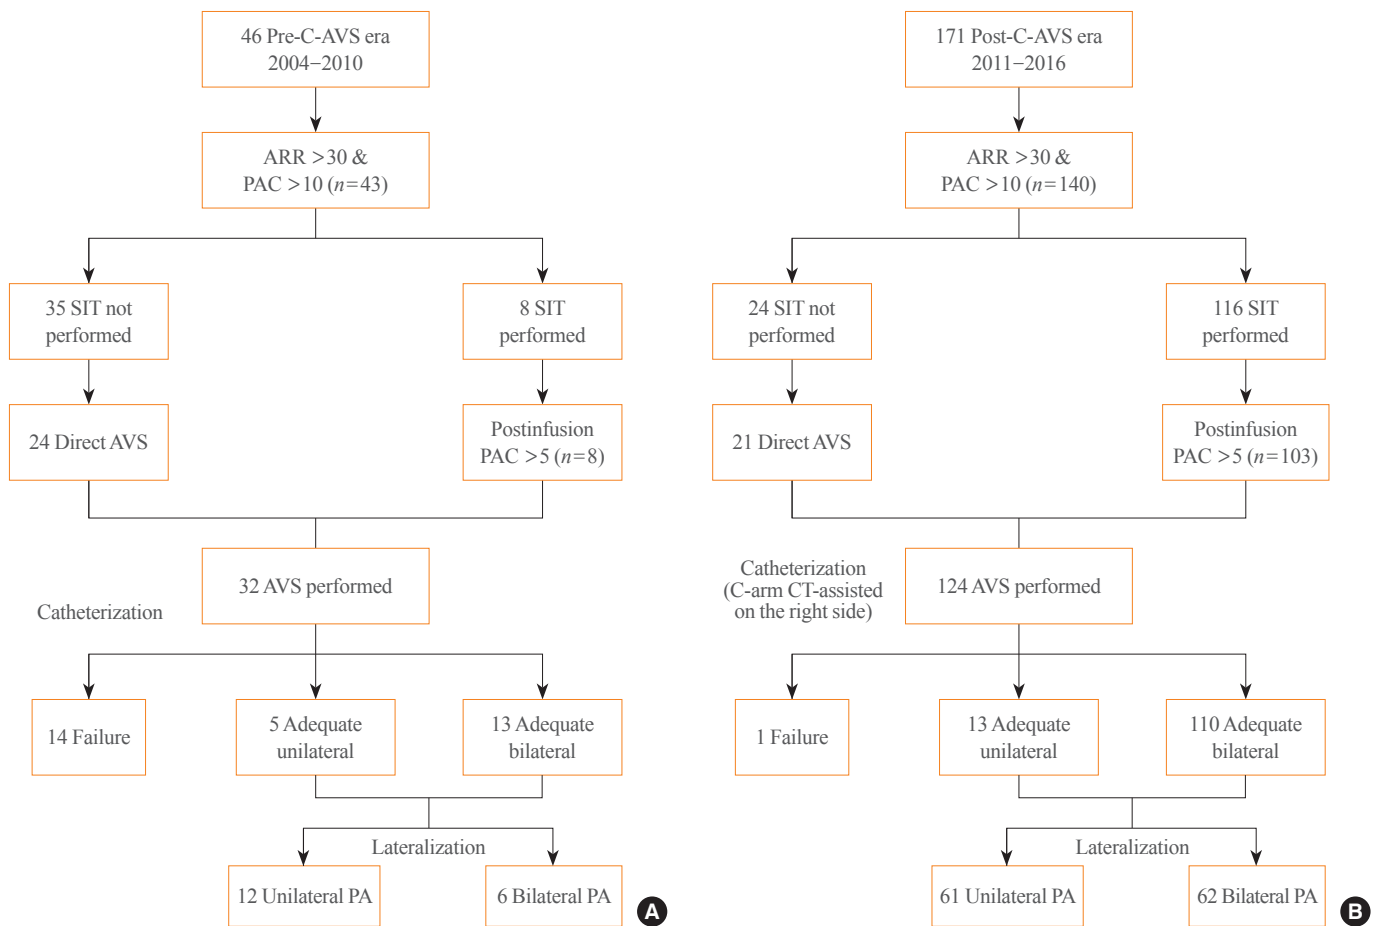 46 Pre-C-AVS era
2004–2010
ARR >30 &
PAC >10 (n=43)
35 SIT not
performed
8 SIT
performed
24 Direct AVS
Postinfusion
PAC >5 (n=8)
32 AVS performed
Catheterization
14 Failure
5 Adequate
unilateral
13 Adequate
bilateral
Lateralization
12 Unilateral PA
6 Bilateral PA
A
171 Post-C-AVS era
2011–2016
ARR >30 &
PAC >10 (n=140)
24 SIT not
performed
116 SIT
performed
21 Direct AVS
Postinfusion
PAC >5 (n=103)
Catheterization
(C-arm CT-assisted
on the right side)
124 AVS performed
1 Failure
13 Adequate
unilateral
110 Adequate
bilateral
Lateralization
61 Unilateral PA
62 Bilateral PA
B